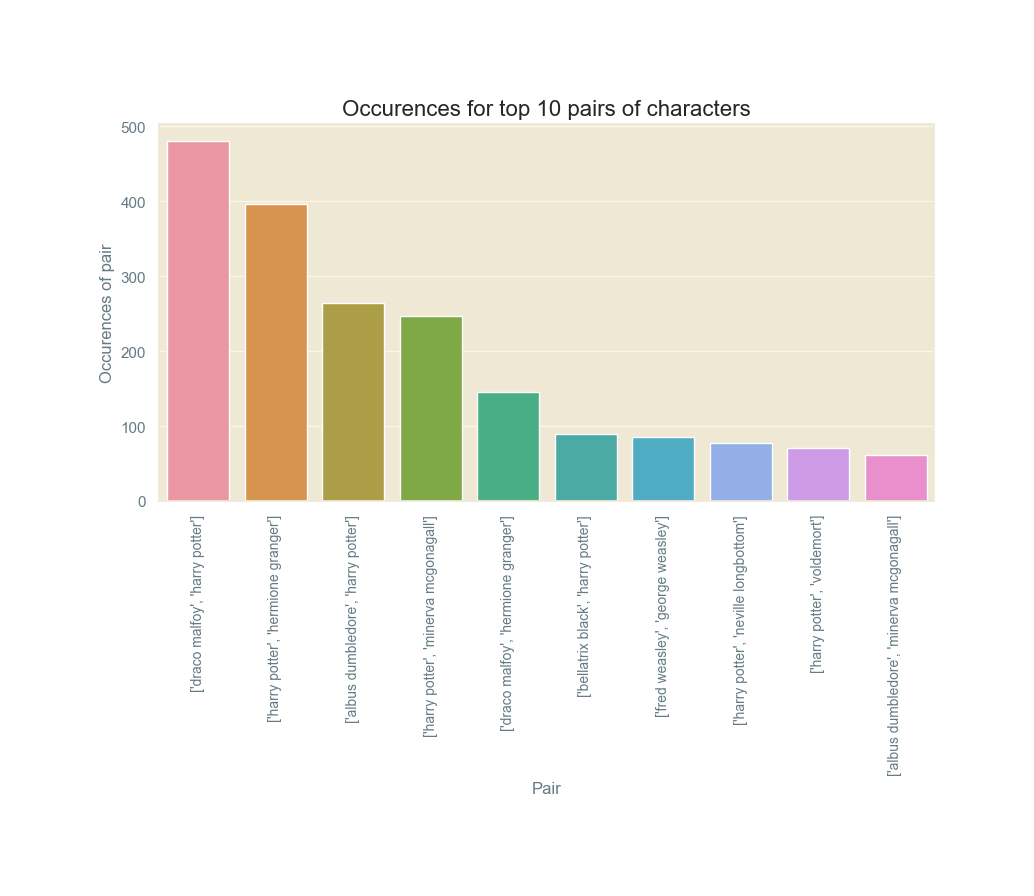 Occurences for top 10 pairs of characters
Occurences of pair
500
400
300
200
100
0
['draco malfoy', 'harry potter']
['harry potter', 'hermione granger']
['albus dumbledore', 'harry potter']
['harry potter', 'minerva mcgonagall']
['draco malfoy', 'hermione granger']
['bellatrix black', 'harry potter']
['fred weasley', 'george weasley']
['harry potter', 'neville longbottom']
['harry potter', 'voldemort']
['albus dumbledore', 'minerva mcgonagall']
Pair